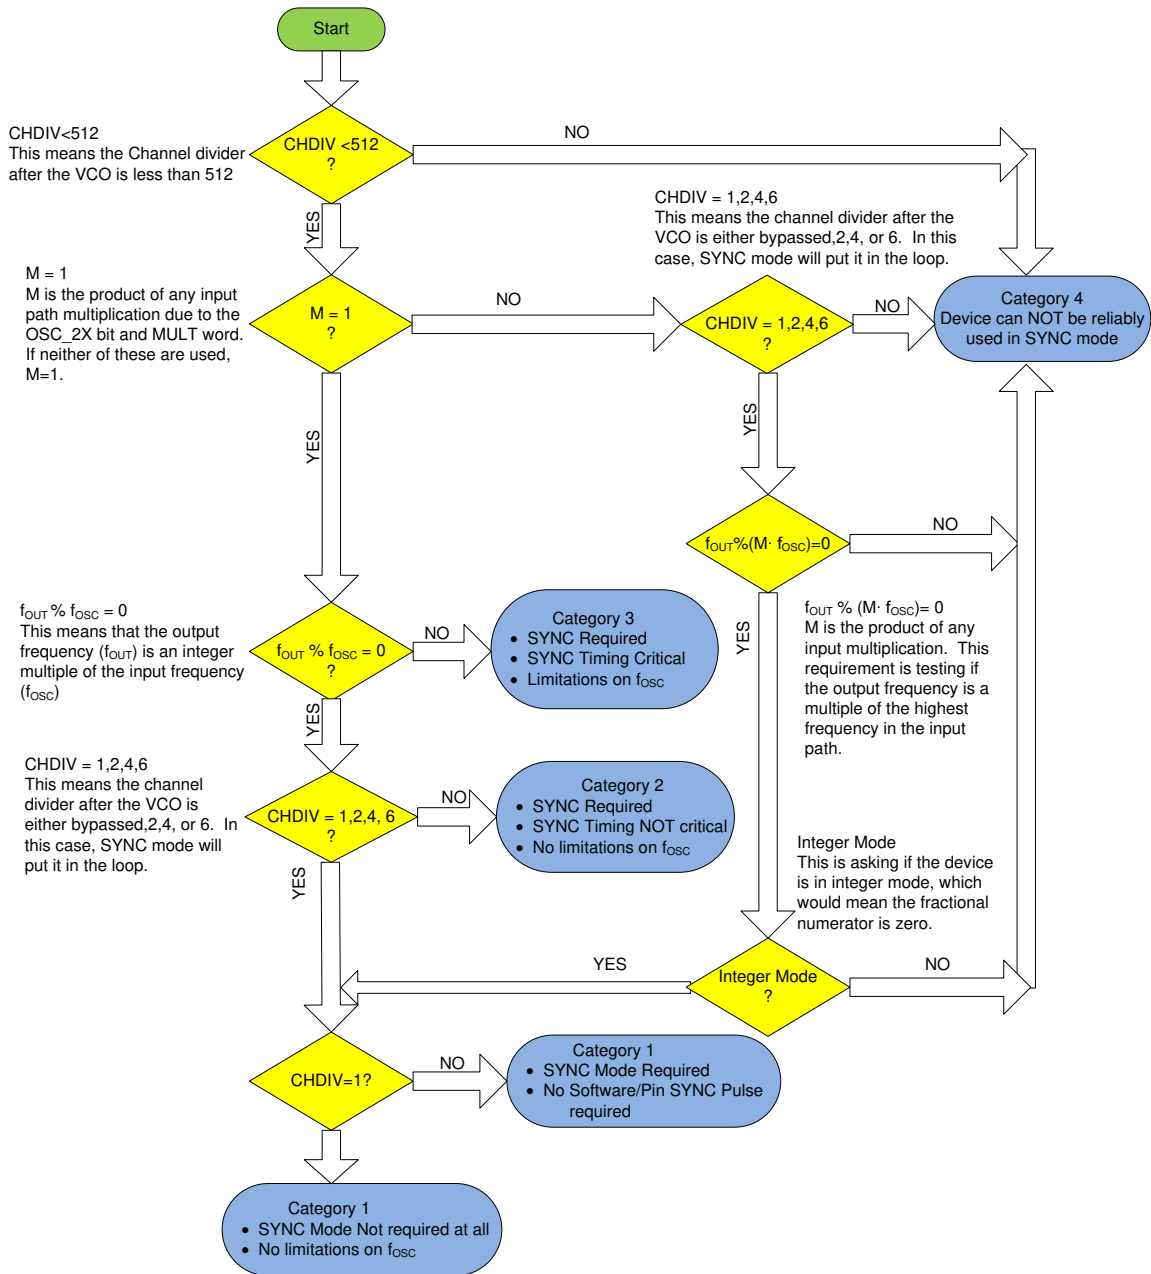 Start
CHDIV<512
This means the Channel divider
after the VCO is less than 512
CHDIV <512
?
NO
YES
CHDIV = 1,2,4,6
This means the channel divider after the
VCO is either bypassed,2,4, or 6. In this
case, SYNC mode will put it in the loop.
M = 1
M is the product of any input
path multiplication due to the
OSC_2X bit and MULT word.
If neither of these are used,
M=1.
M = 1
?
NO
CHDIV = 1,2,4,6
?
NO
Category 4
Device can NOT be reliably
used in SYNC mode
YES
YES
fOUT%(M· fOSC)=0
NO
fOUT % (M· fOSC)= 0
M is the product of any
input multiplication. This
requirement is testing if
the output frequency is a
multiple of the highest
frequency in the input
path.
YES
fOUT % fOSC = 0
This means that the output
frequency (fOUT) is an integer
multiple of the input frequency
(fOSC)
fOUT % fOSC = 0
?
NO
Category 3
• SYNC Required
• SYNC Timing Critical
• Limitations on fOSC
YES
CHDIV = 1,2,4,6
This means the channel
divider after the VCO is
either bypassed,2,4, or 6. In
this case, SYNC mode will
put it in the loop.
CHDIV = 1,2,4, 6
?
NO
Category 2
• SYNC Required
• SYNC Timing NOT critical
• No limitations on fOSC
YES
Integer Mode
This is asking if the device
is in integer mode, which
would mean the fractional
numerator is zero.
Integer Mode
?
YES
NO
CHDIV=1?
NO
Category 1
• SYNC Mode Required
• No Software/Pin SYNC Pulse
required
Category 1
• SYNC Mode Not required at all
• No limitations on fOSC